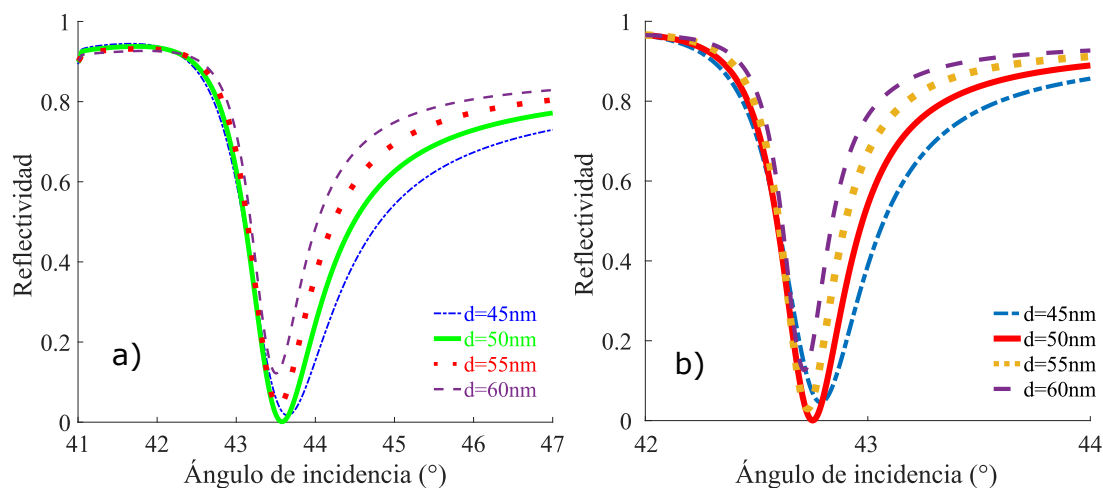 1
0.8
0.6
0.4
0.2
0
Reflectividad
a)
d=45nm
d=50nm
d=55nm
d=60nm
41 42 43 44 45 46 47
Ángulo de incidencia (°)
1
0.8
0.6
0.4
0.2
0
Reflectividad
b)
d=45nm
d=50nm
d=55nm
d=60nm
42 43 44
Ángulo de incidencia (°)